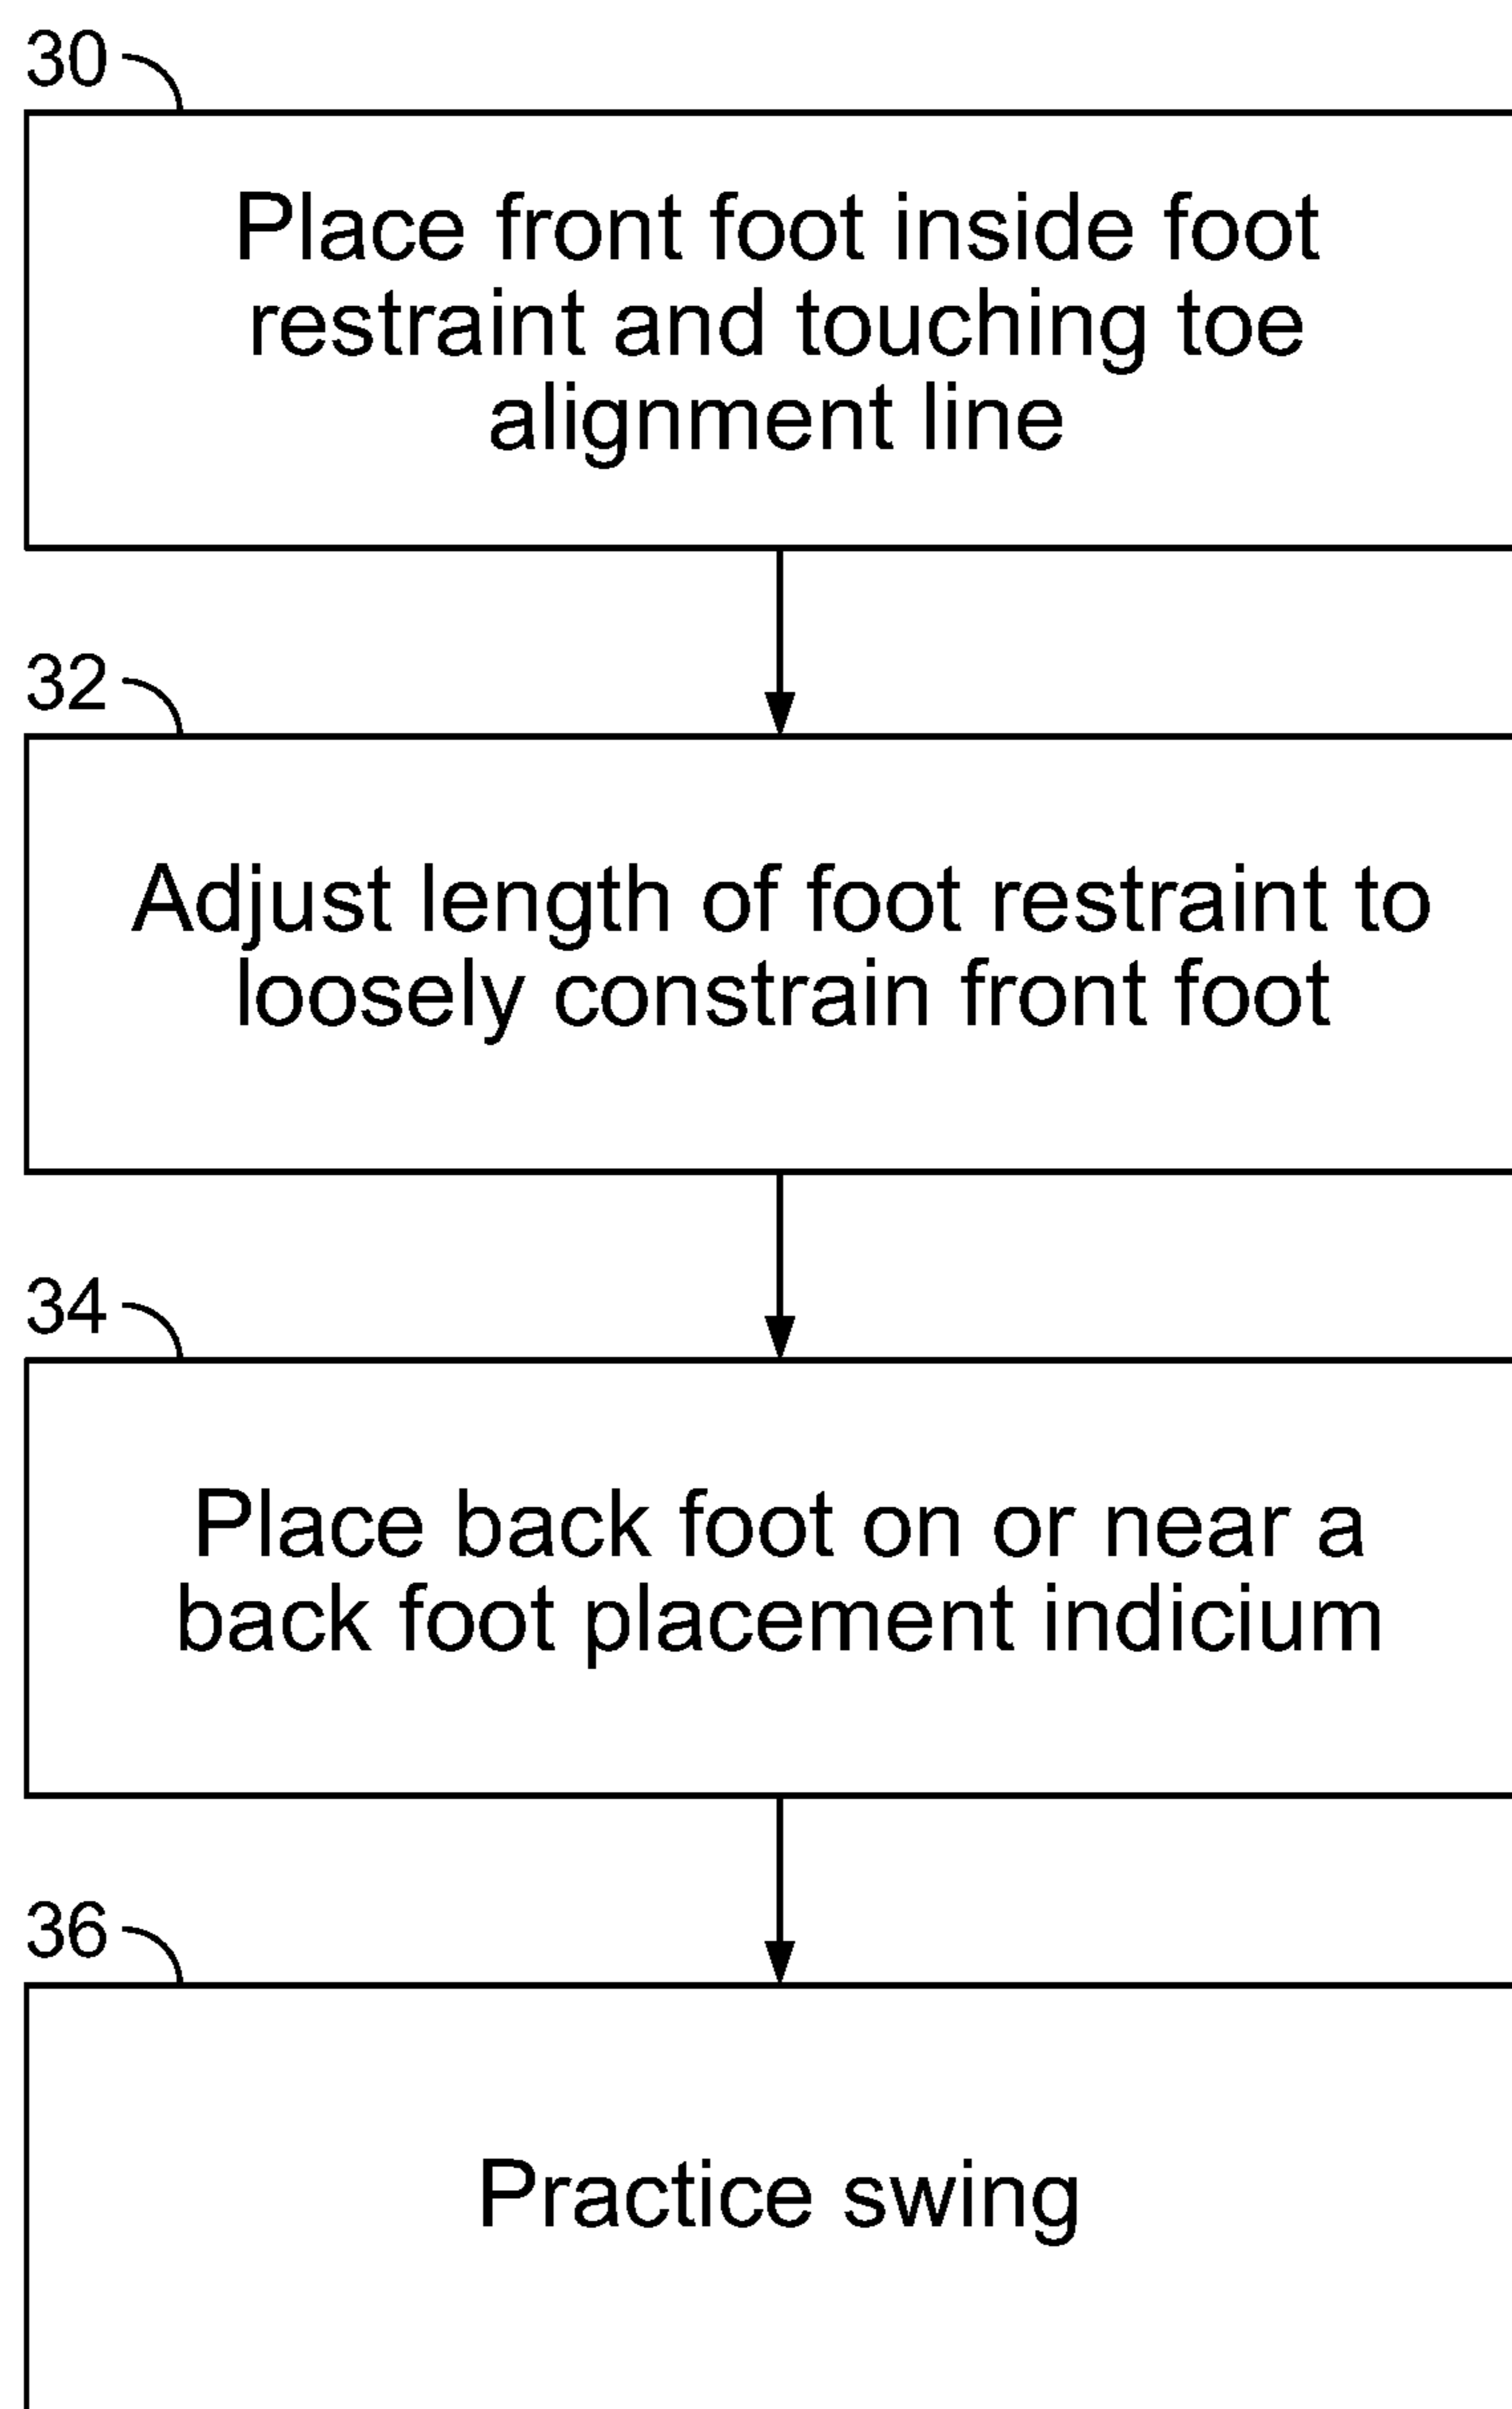 30
Place front foot inside foot
restraint and touching toe
alignment line
32
Adjust length of foot restraint to
loosely constrain front foot
34
Place back foot on or near a
back foot placement indicium
36
Practice swing